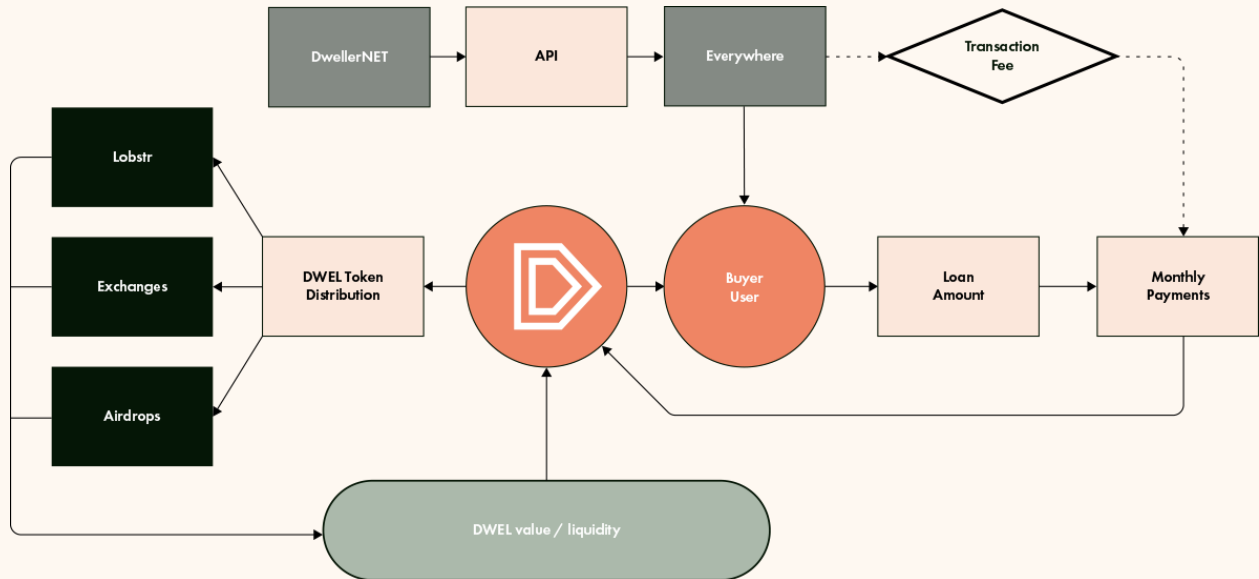 DwellerNET
API
Everywhere
Transaction
Fee
Lobstr
Exchanges
DWEL Token
Distribution
Buyer
User
Loan
Amount
Monthly
Payments
Airdrops
DWEL value / liquidity